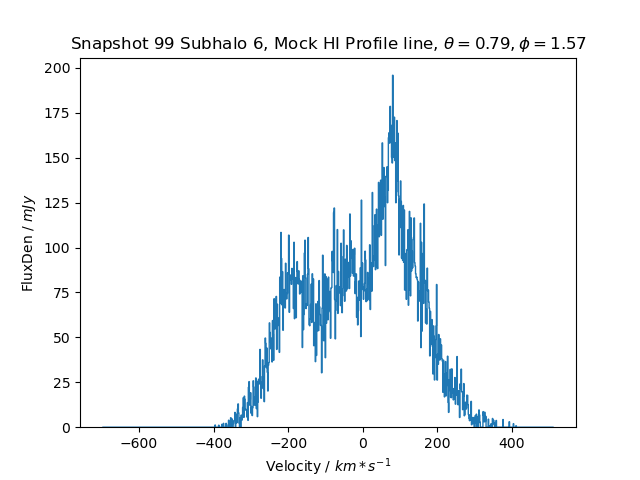 Snapshot 99 Subhalo 6, Mock HI Profile line, θ = 0.79, ϕ = 1.57
200
175
150
125
100
75
50
25
0
FluxDen / mJy
−600 −400 −200 0 200 400
Velocity / km * s⁻¹